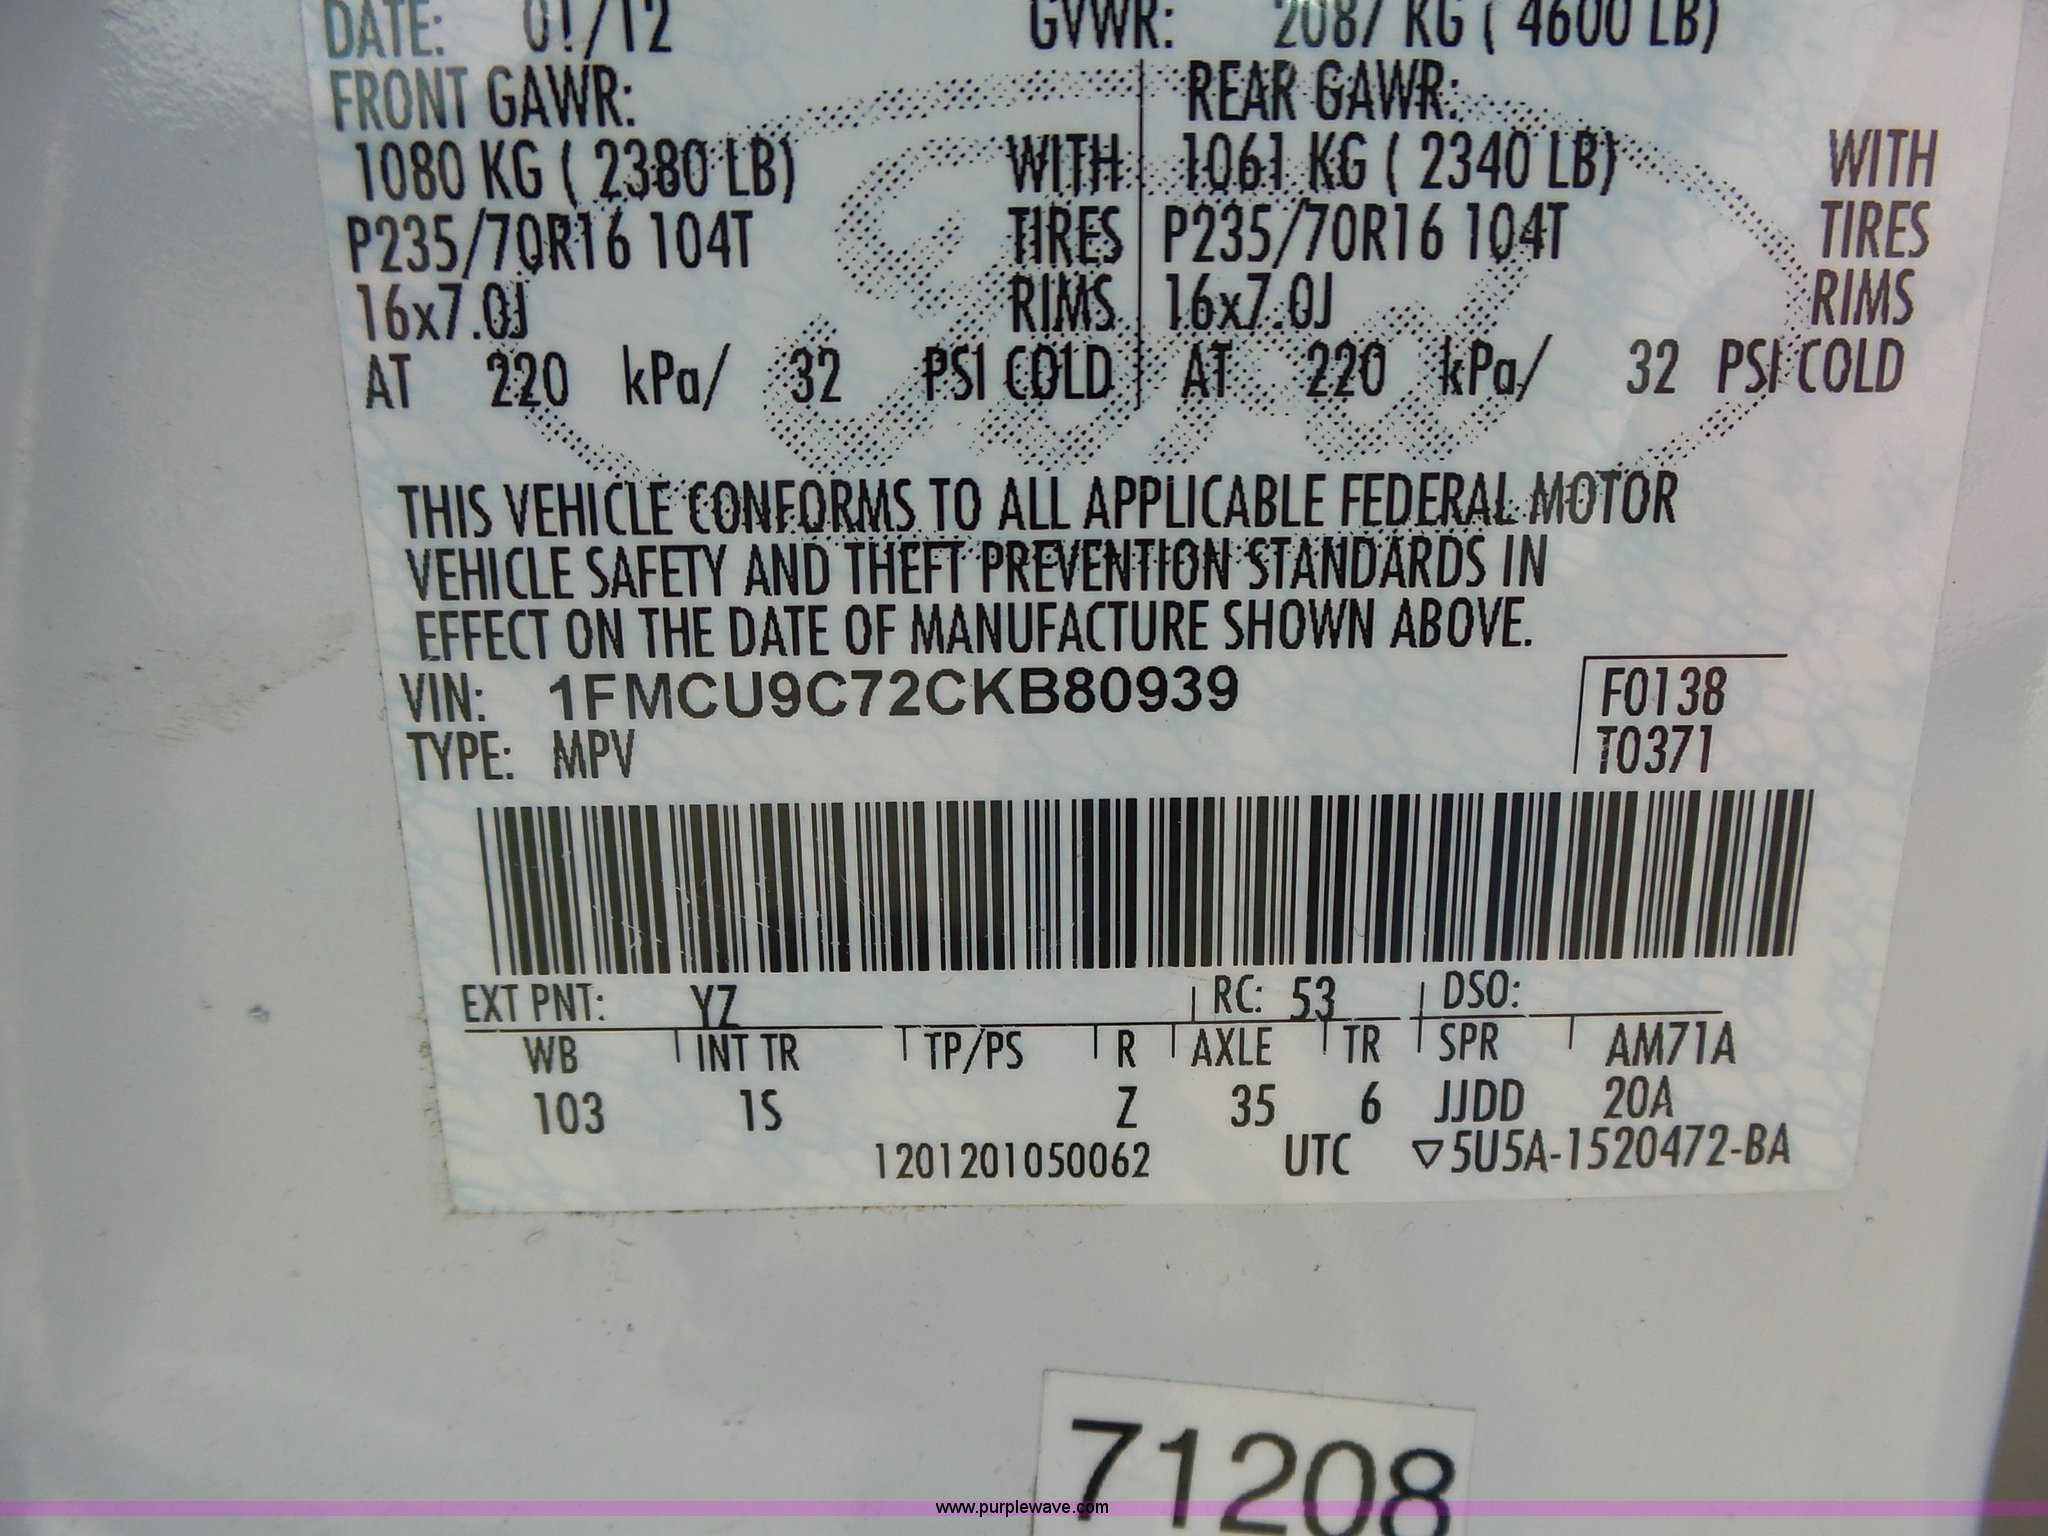 DATE: 01/12 GVWR: 2087 KG ( 4600 LB)
FRONT GAWR: REAR GAWR:
1080 KG ( 2380 LB) WITH 1061 KG ( 2340 LB) WITH
P235/70R16 104T TIRES P235/70R16 104T TIRES
16x7.0J RIMS 16x7.0J RIMS
AT 220 kPa/ 32 PSI COLD AT 220 kPa/ 32 PSI COLD
THIS VEHICLE CONFORMS TO ALL APPLICABLE FEDERAL MOTOR
VEHICLE SAFETY AND THEFT PREVENTION STANDARDS IN
EFFECT ON THE DATE OF MANUFACTURE SHOWN ABOVE.
VIN: 1FMCU9C72CKB80939 F0138
TYPE: MPV T0371
EXT PNT: YZ RC: 53 DSO:
WB INT TR TP/PS R AXLE TR SPR AM71A
103 1S Z 35 6 JJDD 20A
1201201050062 UTC ▽5U5A-1520472-BA
71208
www.purplewave.com